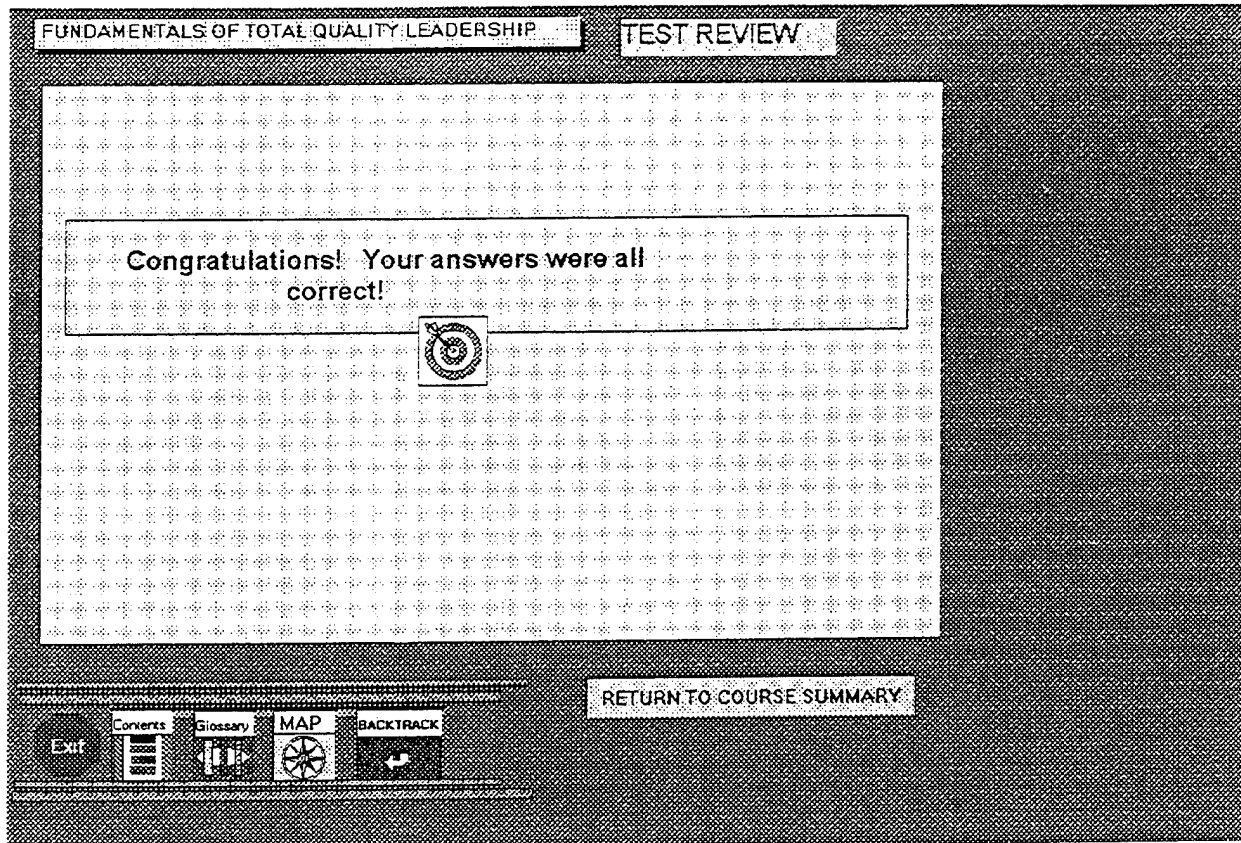 FUNDAMENTALS OF TOTAL QUALITY LEADERSHIP
TEST REVIEW
Congratulations! Your answers were all
correct!
RETURN TO COURSE SUMMARY
Exit
Contents
Glossary
MAP
BACKTRACK